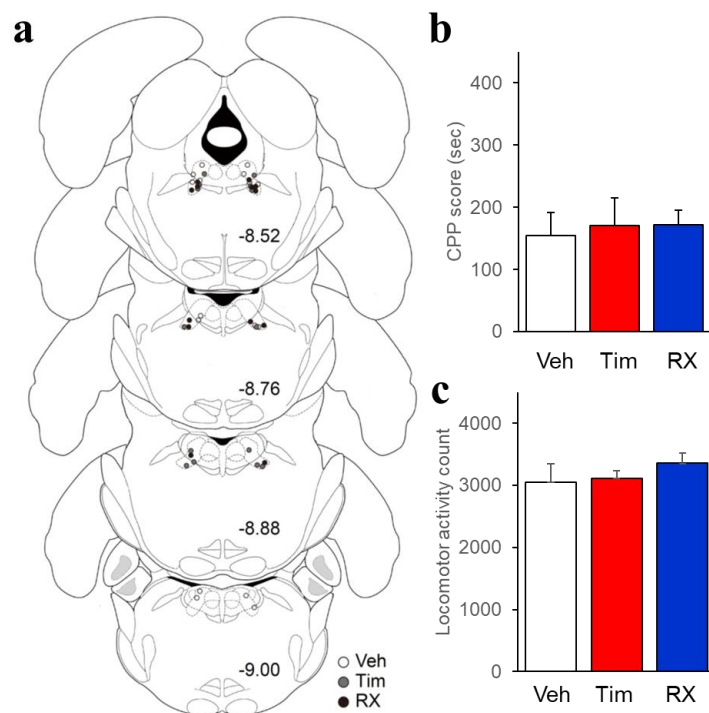 a
-8.52
-8.76
-8.88
-9.00
Veh
Tim
RX
b
CPP score (sec)
400
300
200
100
0
Veh Tim RX
c
Locomotor activity count
4000
3000
2000
1000
0
Veh Tim RX